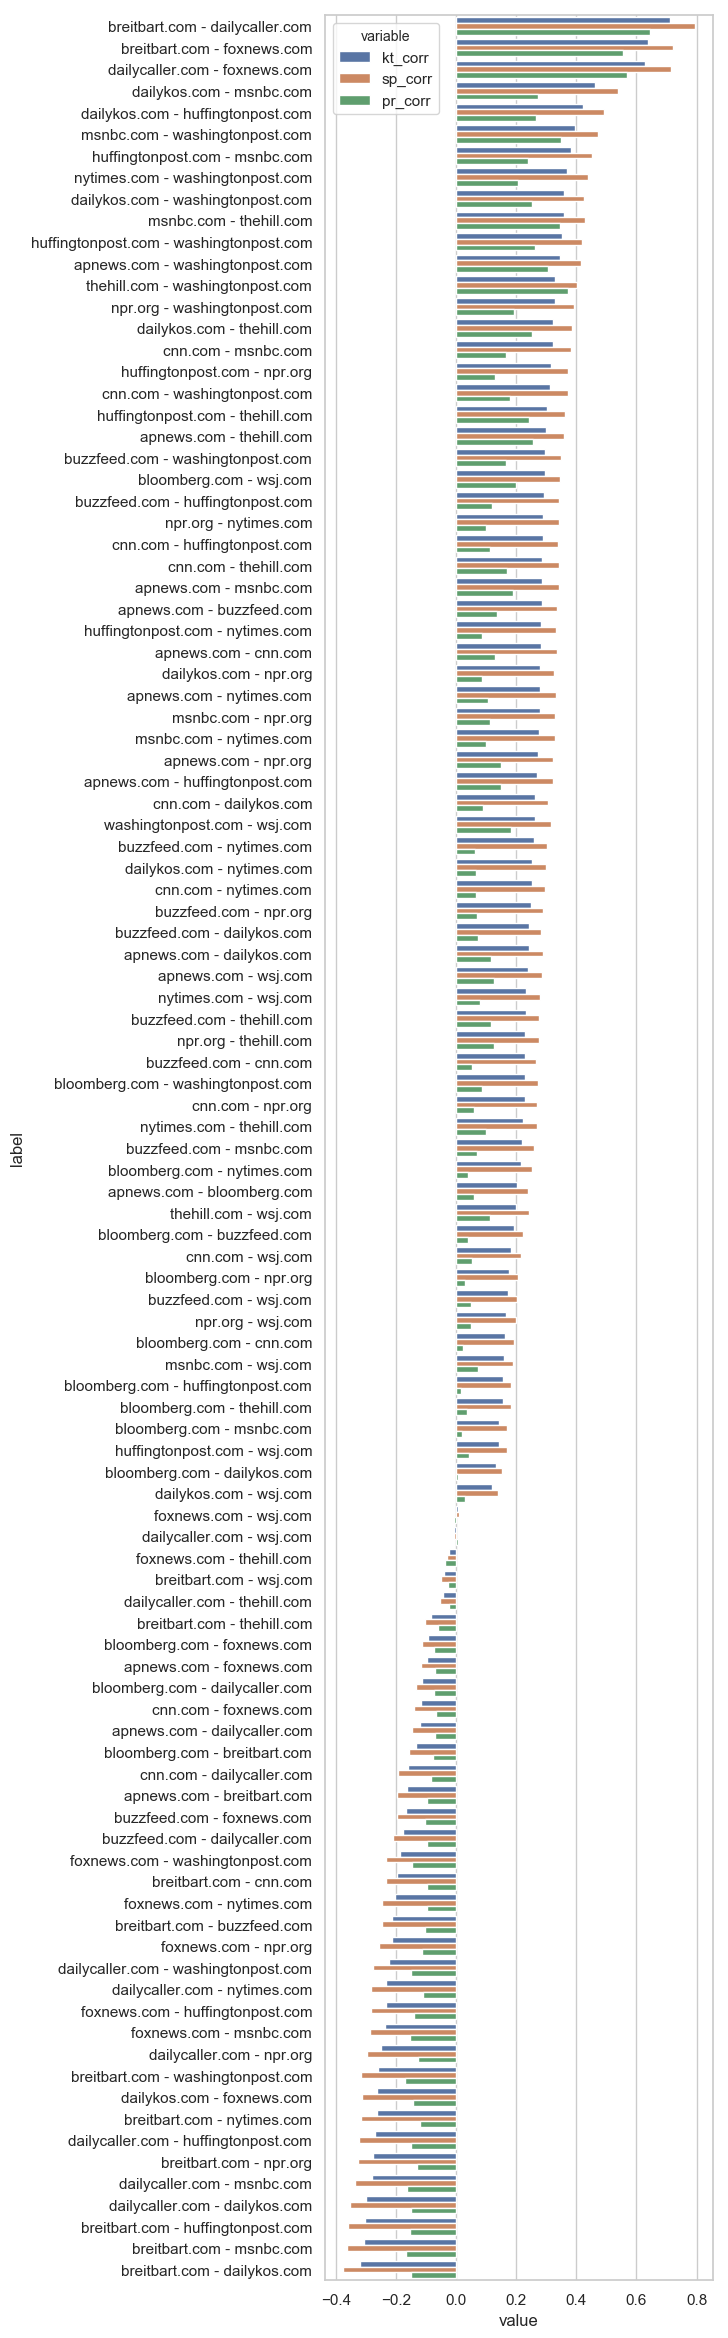 variable
kt_corr
sp_corr
pr_corr
breitbart.com - dailycaller.com
breitbart.com - foxnews.com
dailycaller.com - foxnews.com
dailykos.com - msnbc.com
dailykos.com - huffingtonpost.com
msnbc.com - washingtonpost.com
huffingtonpost.com - msnbc.com
nytimes.com - washingtonpost.com
dailykos.com - washingtonpost.com
msnbc.com - thehill.com
huffingtonpost.com - washingtonpost.com
apnews.com - washingtonpost.com
thehill.com - washingtonpost.com
npr.org - washingtonpost.com
dailykos.com - thehill.com
cnn.com - msnbc.com
huffingtonpost.com - npr.org
cnn.com - washingtonpost.com
huffingtonpost.com - thehill.com
apnews.com - thehill.com
buzzfeed.com - washingtonpost.com
bloomberg.com - wsj.com
buzzfeed.com - huffingtonpost.com
npr.org - nytimes.com
cnn.com - huffingtonpost.com
cnn.com - thehill.com
apnews.com - msnbc.com
apnews.com - buzzfeed.com
huffingtonpost.com - nytimes.com
apnews.com - cnn.com
dailykos.com - npr.org
apnews.com - nytimes.com
msnbc.com - npr.org
msnbc.com - nytimes.com
apnews.com - npr.org
apnews.com - huffingtonpost.com
cnn.com - dailykos.com
washingtonpost.com - wsj.com
buzzfeed.com - nytimes.com
dailykos.com - nytimes.com
cnn.com - nytimes.com
buzzfeed.com - npr.org
buzzfeed.com - dailykos.com
apnews.com - dailykos.com
apnews.com - wsj.com
nytimes.com - wsj.com
buzzfeed.com - thehill.com
npr.org - thehill.com
buzzfeed.com - cnn.com
bloomberg.com - washingtonpost.com
cnn.com - npr.org
nytimes.com - thehill.com
buzzfeed.com - msnbc.com
bloomberg.com - nytimes.com
apnews.com - bloomberg.com
thehill.com - wsj.com
bloomberg.com - buzzfeed.com
cnn.com - wsj.com
bloomberg.com - npr.org
buzzfeed.com - wsj.com
npr.org - wsj.com
bloomberg.com - cnn.com
msnbc.com - wsj.com
bloomberg.com - huffingtonpost.com
bloomberg.com - thehill.com
bloomberg.com - msnbc.com
huffingtonpost.com - wsj.com
bloomberg.com - dailykos.com
dailykos.com - wsj.com
foxnews.com - wsj.com
dailycaller.com - wsj.com
foxnews.com - thehill.com
breitbart.com - wsj.com
dailycaller.com - thehill.com
breitbart.com - thehill.com
bloomberg.com - foxnews.com
apnews.com - foxnews.com
bloomberg.com - dailycaller.com
cnn.com - foxnews.com
apnews.com - dailycaller.com
bloomberg.com - breitbart.com
cnn.com - dailycaller.com
apnews.com - breitbart.com
buzzfeed.com - foxnews.com
buzzfeed.com - dailycaller.com
foxnews.com - washingtonpost.com
breitbart.com - cnn.com
foxnews.com - nytimes.com
breitbart.com - buzzfeed.com
foxnews.com - npr.org
dailycaller.com - washingtonpost.com
dailycaller.com - nytimes.com
foxnews.com - huffingtonpost.com
foxnews.com - msnbc.com
dailycaller.com - npr.org
breitbart.com - washingtonpost.com
dailykos.com - foxnews.com
breitbart.com - nytimes.com
dailycaller.com - huffingtonpost.com
breitbart.com - npr.org
dailycaller.com - msnbc.com
dailycaller.com - dailykos.com
breitbart.com - huffingtonpost.com
breitbart.com - msnbc.com
breitbart.com - dailykos.com
label
−0.4 −0.2 0.0 0.2 0.4 0.6 0.8
value